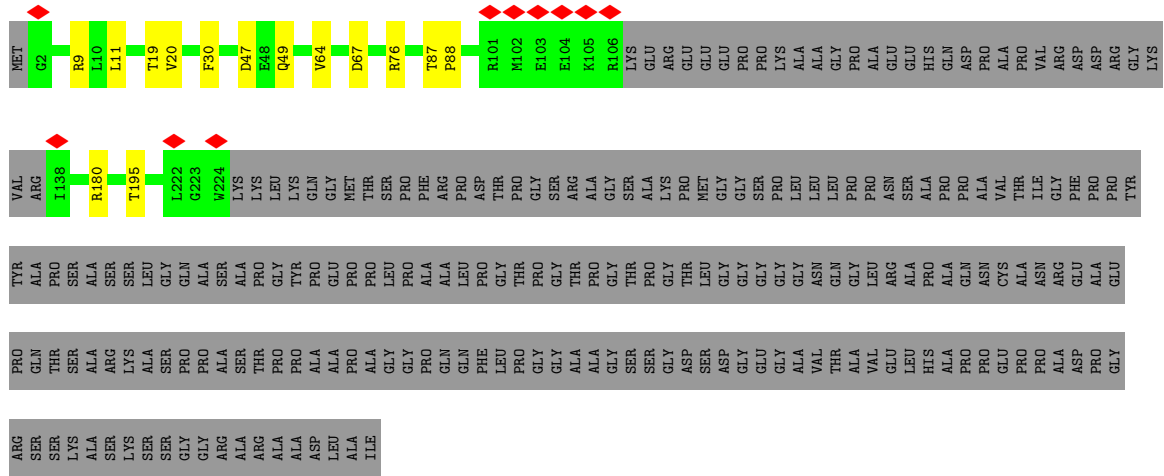 MET G2 R9 L10 L11 T19 V20 F30 D47 E48 Q49 V64 D67 R76 T87 P88 R101 M102 E103 E104 K105 R106 LYS GLU ARG GLU GLU GLU PRO PRO LYS ALA ALA GLY PRO ALA GLU GLU HIS GLN ASP PRO ALA PRO VAL ARG ASP ASP ARG GLY LYS
VAL ARG I138 R180 T195 L222 G223 W224 LYS LYS LEU LYS GLN GLY MET THR SER PRO PHE ARG PRO ASP THR PRO GLY SER ARG ALA GLY SER ALA LYS PRO MET GLY GLY SER PRO LEU LEU LEU PRO PRO ASN SER ALA PRO PRO ALA VAL THR ILE GLY PHE PRO PRO TYR
TYR ALA PRO SER ALA SER SER LEU GLY GLN ALA SER ALA PRO GLY TYR PRO GLU PRO PRO LEU PRO ALA ALA LEU PRO GLY THR PRO GLY THR PRO GLY THR PRO GLY THR LEU GLY GLY GLY GLY ASN GLN GLY LEU ARG ALA PRO ALA GLN ASN CYS ALA ASN ARG GLU ALA GLU
PRO GLN THR SER ALA ARG LYS ALA SER PRO PRO ALA SER THR PRO PRO ALA ALA PRO ALA GLY GLY PRO GLN GLN PHE LEU PRO GLY GLY ALA ALA GLY SER SER GLY ASP SER ASP GLY GLU GLY ALA VAL THR ALA VAL GLU LEU HIS ALA PRO PRO GLU PRO PRO ALA ASP PRO GLY
ARG SER SER LYS ALA SER LYS SER SER GLY GLY ARG ALA ARG ALA ALA ASP LEU ALA ILE